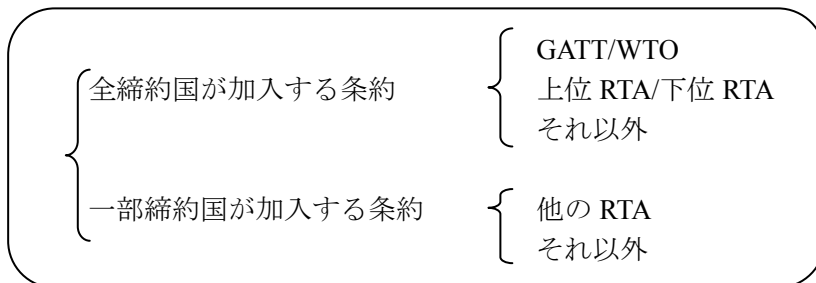 全締約国が加入する条約
GATT/WTO
上位 RTA/下位 RTA
それ以外
一部締約国が加入する条約
他の RTA
それ以外